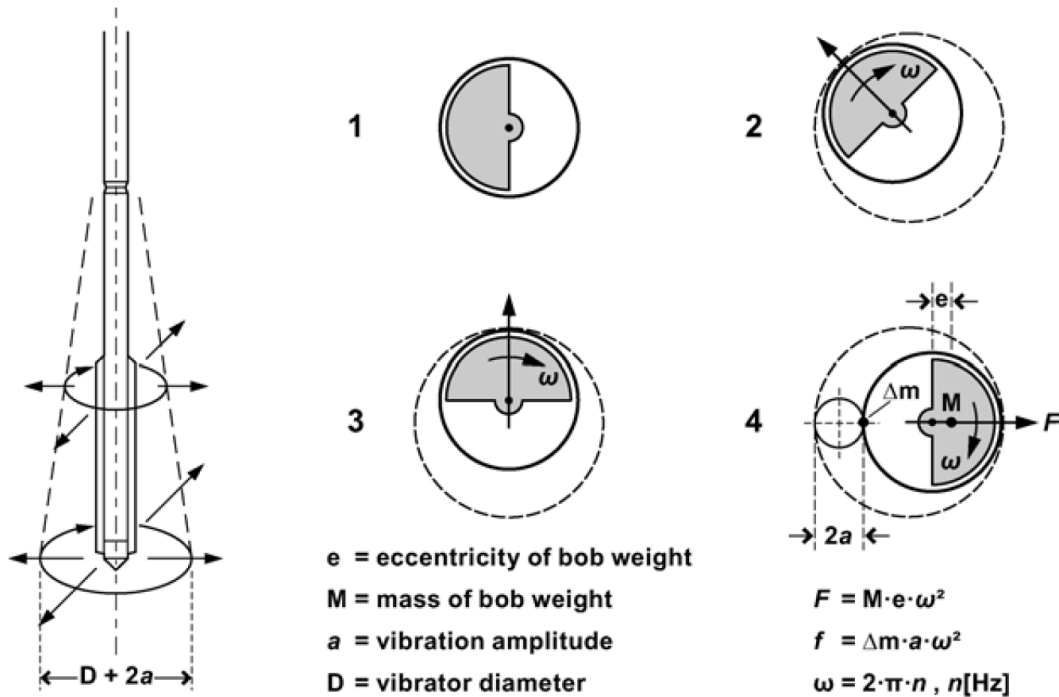 1
2
3
4
e
Δm
M
F
ω
ω
ω
2a
D + 2a
e = eccentricity of bob weight
M = mass of bob weight
a = vibration amplitude
D = vibrator diameter
F = M·e·ω²
f = Δm·a·ω²
ω = 2·π·n , n[Hz]